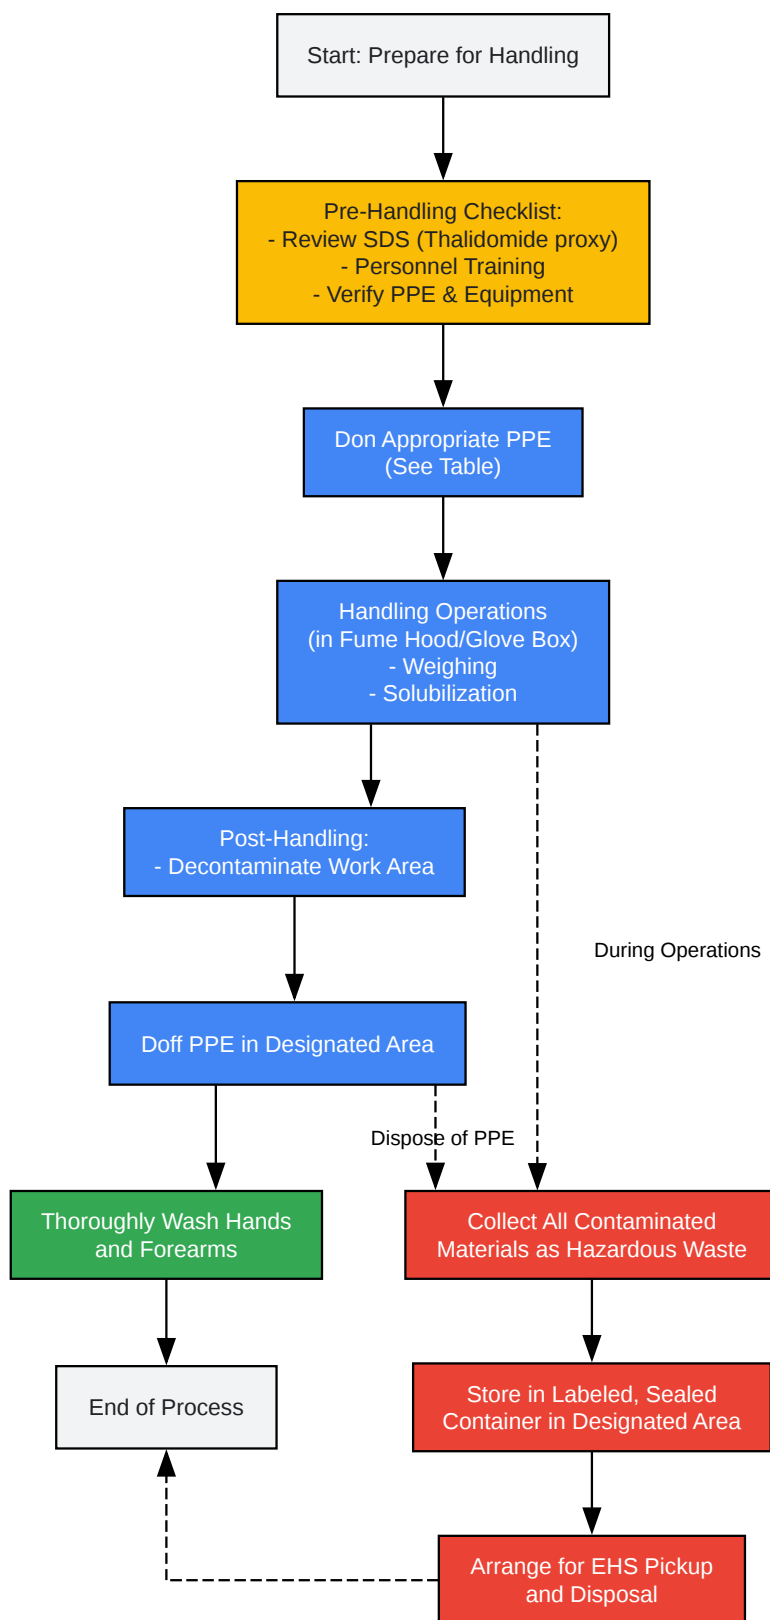 Start: Prepare for Handling
Pre-Handling Checklist:
- Review SDS (Thalidomide proxy)
- Personnel Training
- Verify PPE & Equipment
Don Appropriate PPE
(See Table)
Handling Operations
(in Fume Hood/Glove Box)
- Weighing
- Solubilization
Post-Handling:
- Decontaminate Work Area
During Operations
Doff PPE in Designated Area
Dispose of PPE
Thoroughly Wash Hands
and Forearms
Collect All Contaminated
Materials as Hazardous Waste
End of Process
Store in Labeled, Sealed
Container in Designated Area
Arrange for EHS Pickup
and Disposal